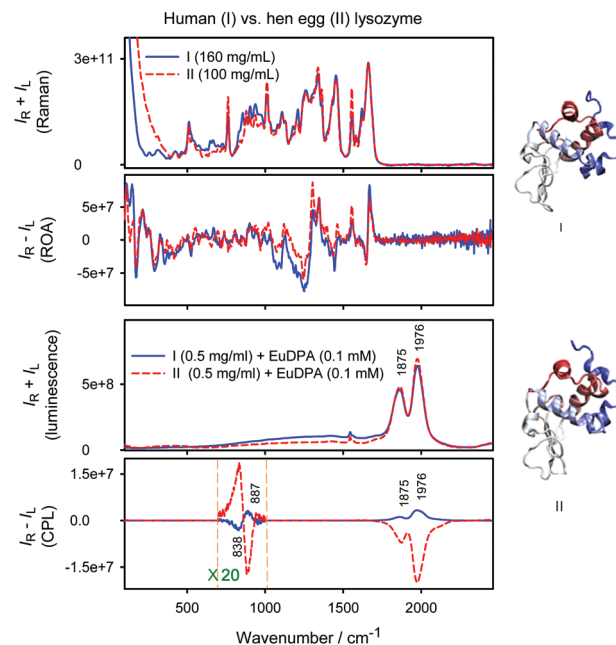 Human (I) vs. hen egg (II) lysozyme
I_R + I_L
(Raman)
3e+11
0
I (160 mg/mL)
II (100 mg/mL)
I
I_R - I_L
(ROA)
5e+7
0
-5e+7
I_R + I_L
(luminescence)
5e+8
0
I (0.5 mg/ml) + EuDPA (0.1 mM)
II (0.5 mg/ml) + EuDPA (0.1 mM)
1875
1976
II
I_R - I_L
(CPL)
1.5e+7
0.0
-1.5e+7
838
887
1875
1976
X 20
500 1000 1500 2000
Wavenumber / cm⁻¹